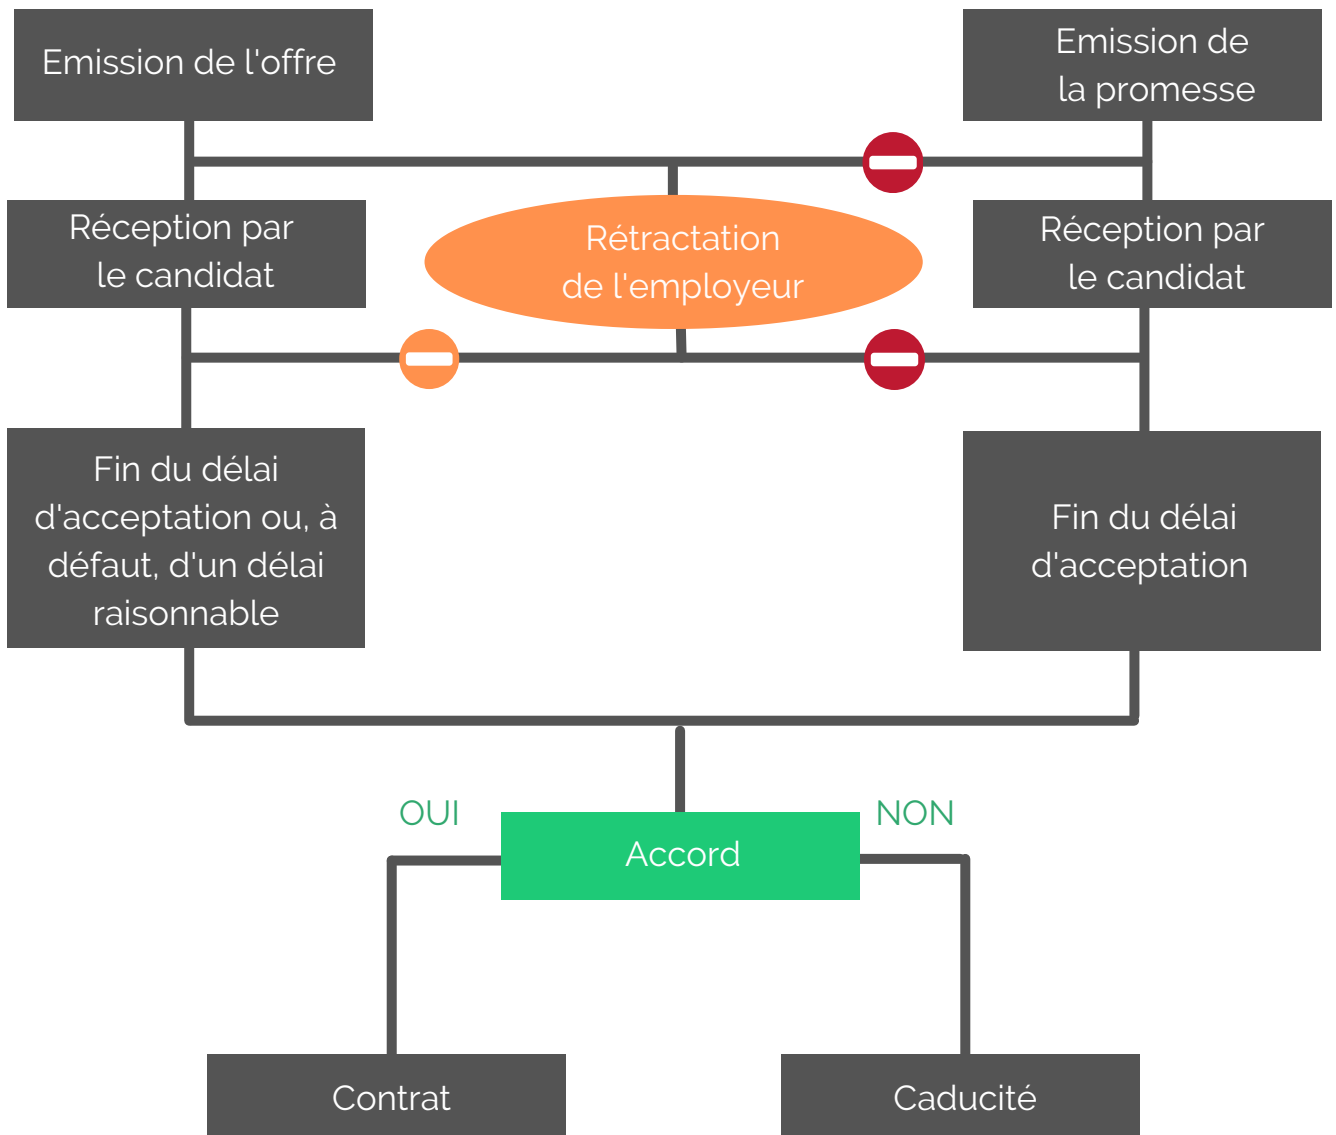 Emission de l'offre
Emission de
la promesse
Réception par
le candidat
Rétractation
de l'employeur
Réception par
le candidat
Fin du délai
d'acceptation ou, à
défaut, d'un délai
raisonnable
Fin du délai
d'acceptation
OUI
Accord
NON
Contrat
Caducité